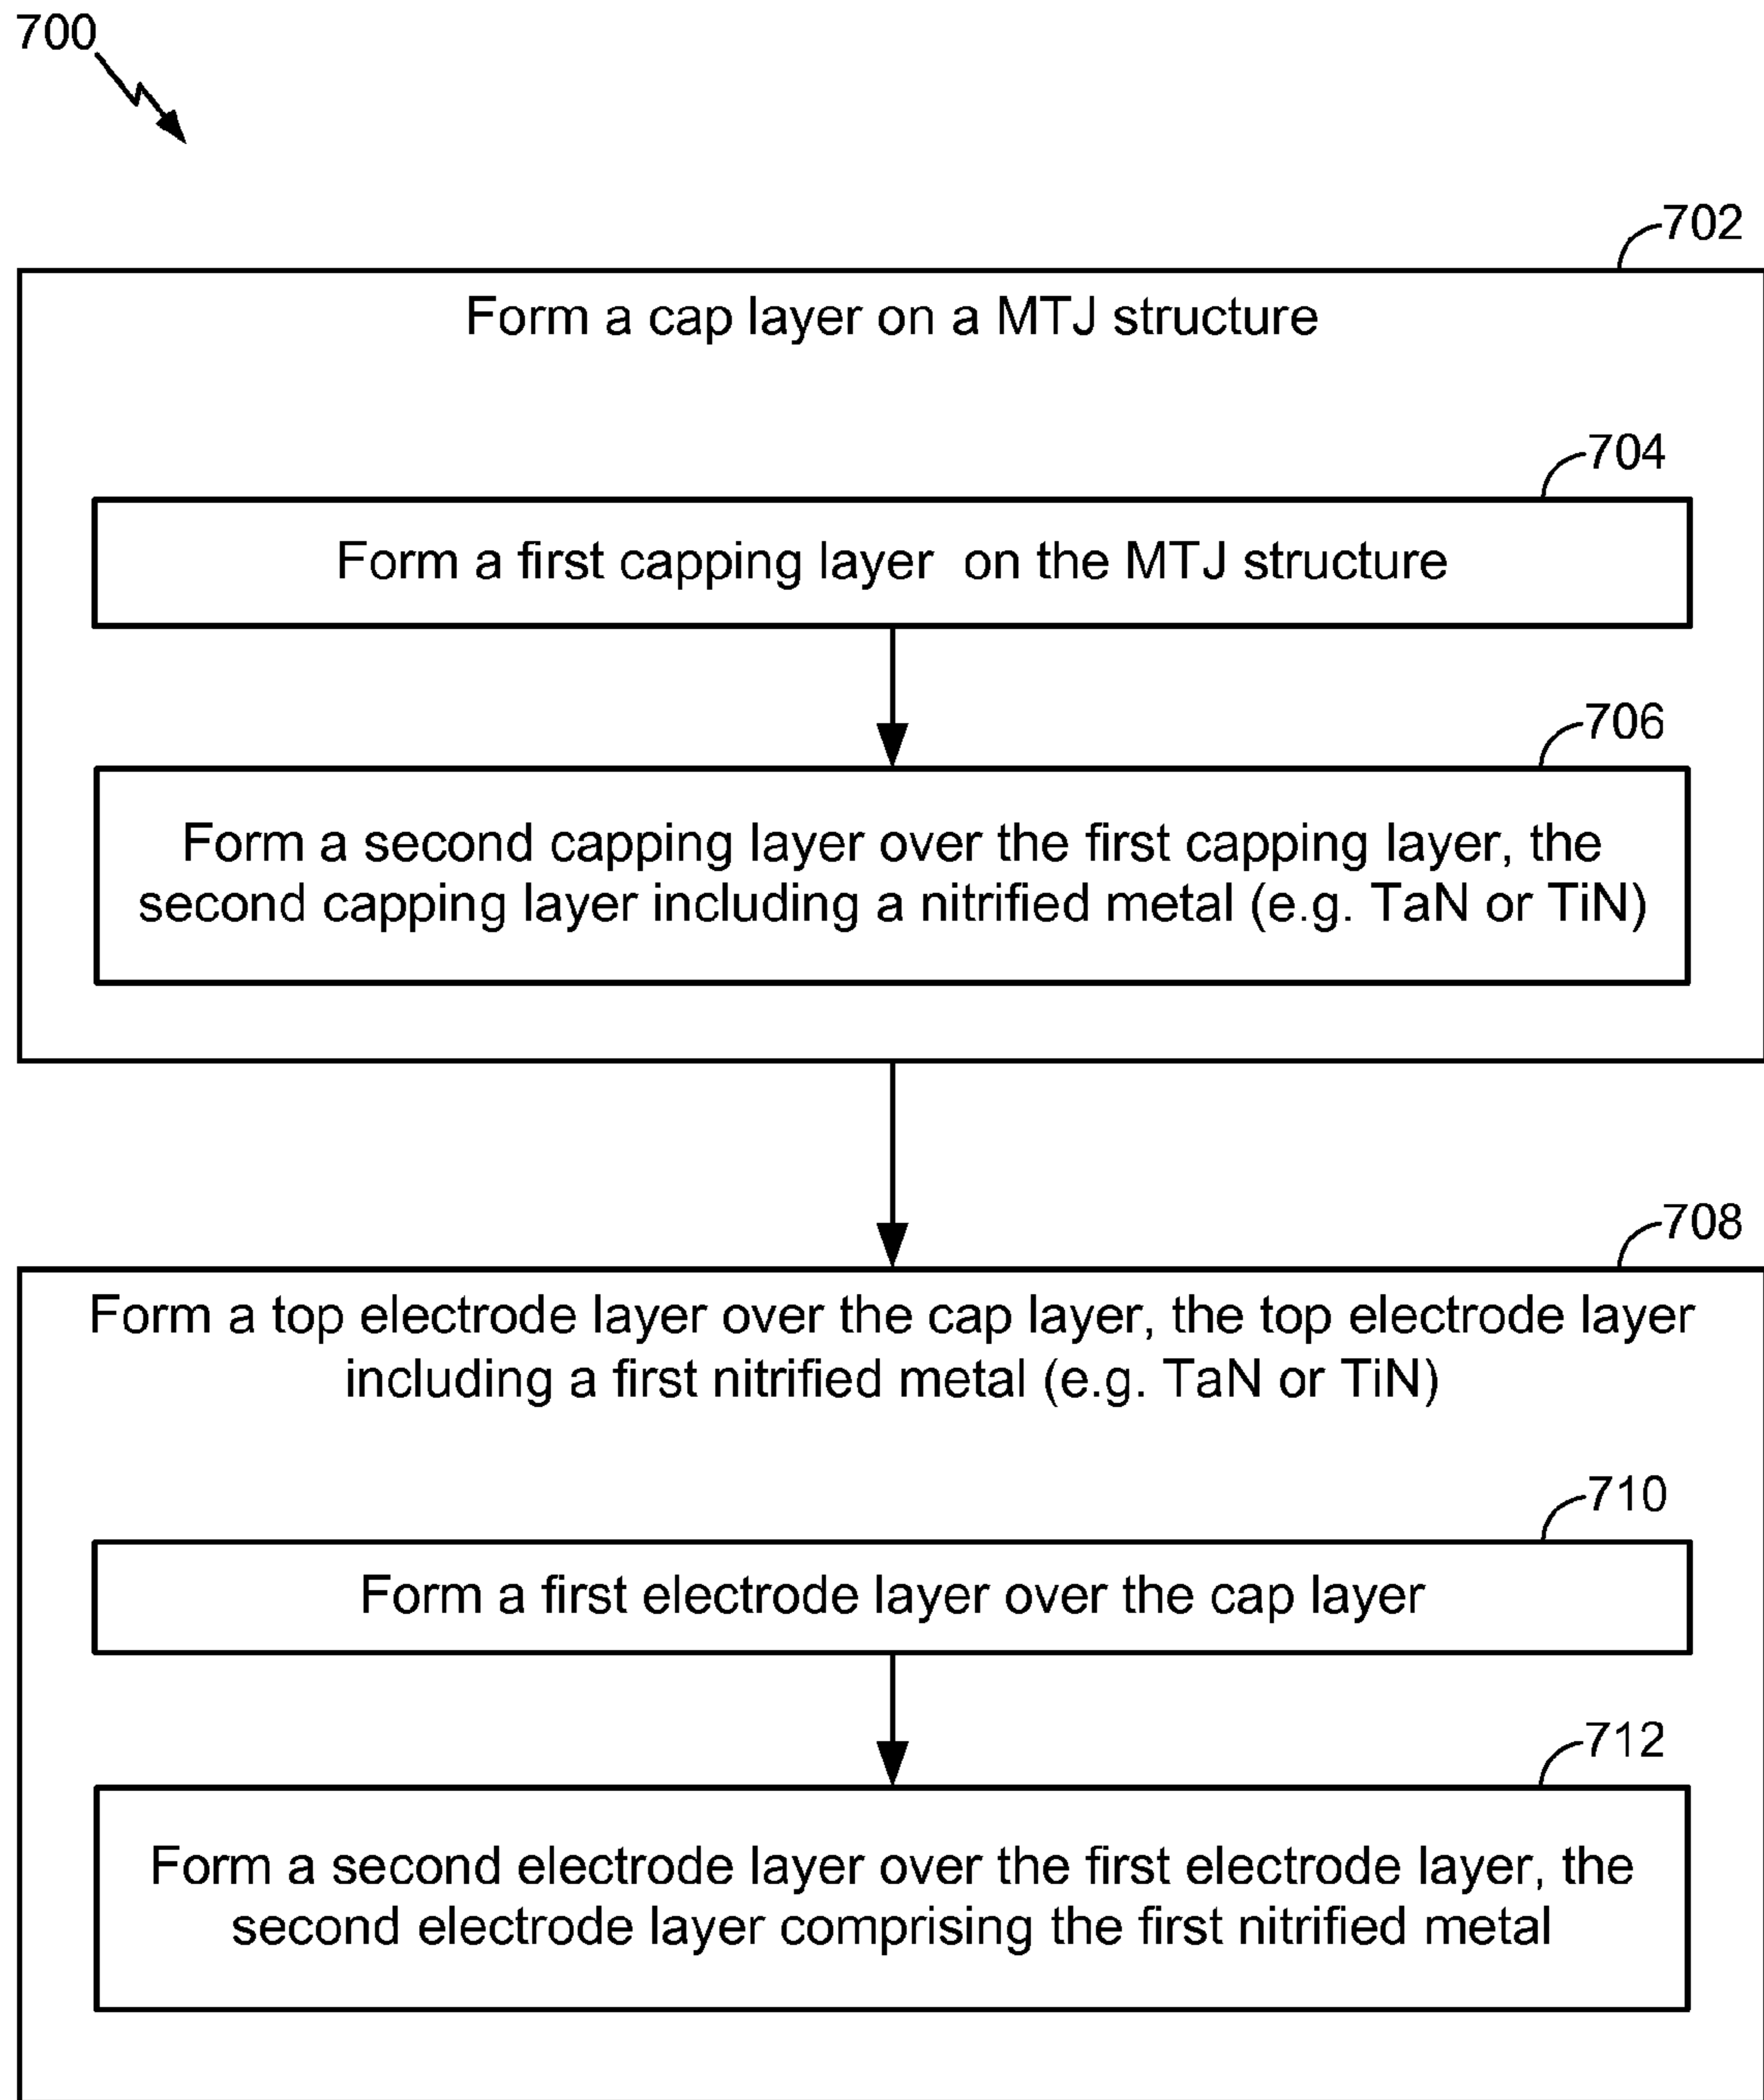 700
702
Form a cap layer on a MTJ structure
704
Form a first capping layer on the MTJ structure
706
Form a second capping layer over the first capping layer, the
second capping layer including a nitrified metal (e.g. TaN or TiN)
708
Form a top electrode layer over the cap layer, the top electrode layer
including a first nitrified metal (e.g. TaN or TiN)
710
Form a first electrode layer over the cap layer
712
Form a second electrode layer over the first electrode layer, the
second electrode layer comprising the first nitrified metal